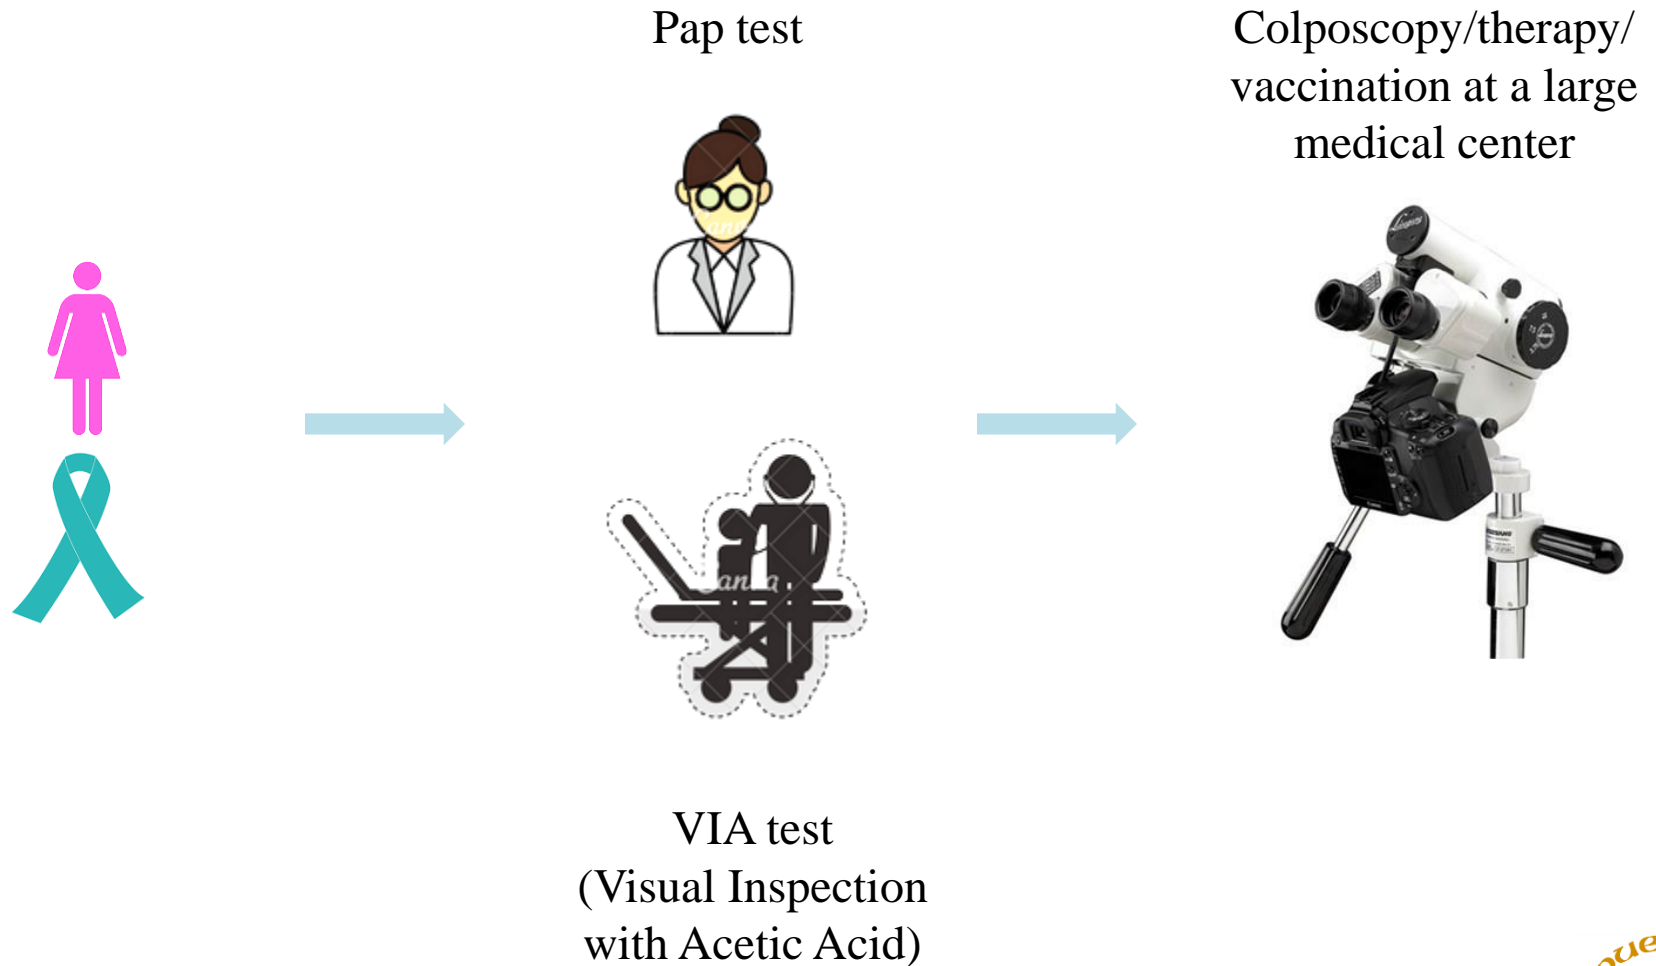 Pap test
Colposcopy/therapy/
vaccination at a large
medical center
VIA test
(Visual Inspection
with Acetic Acid)